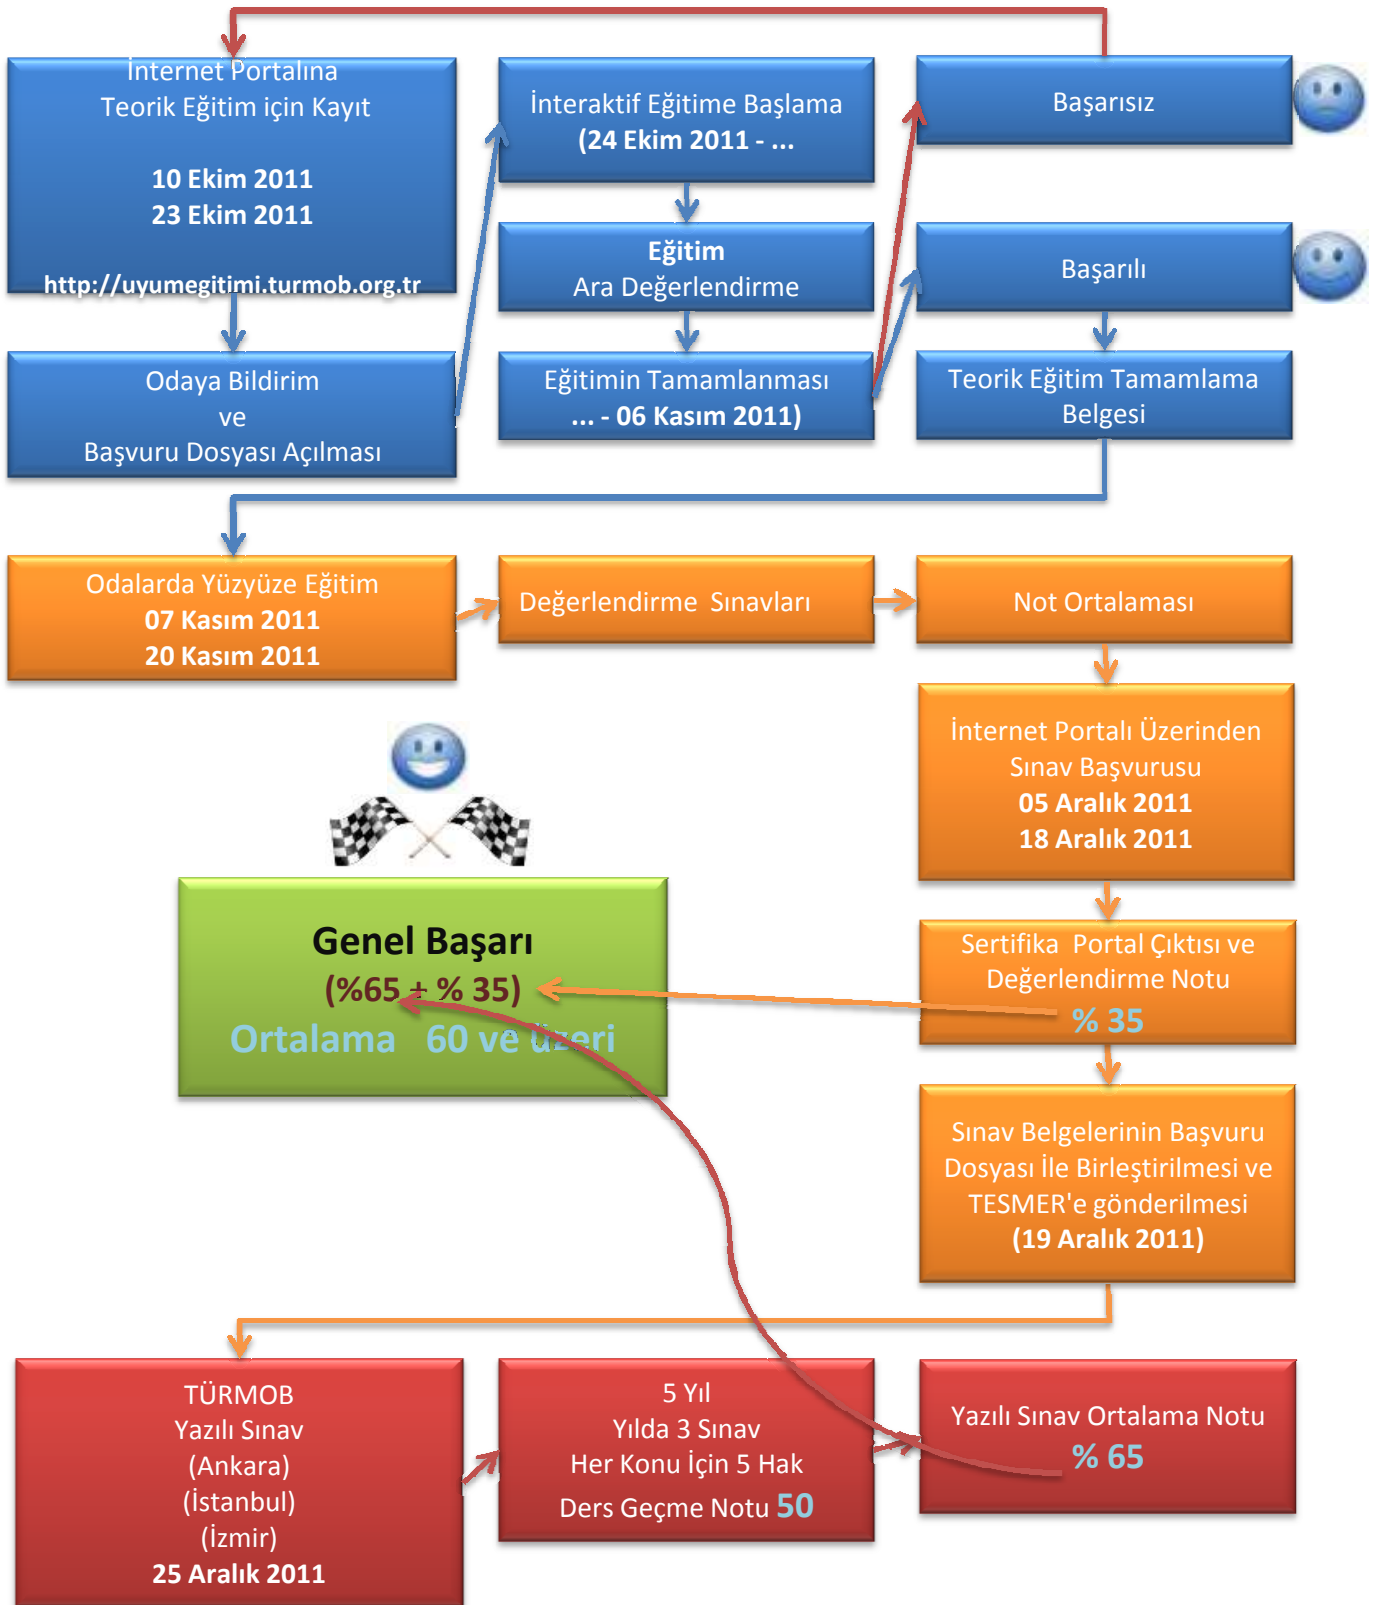 İnternet Portalına
Teorik Eğitim için Kayıt
10 Ekim 2011
23 Ekim 2011
http://uyumegitimi.turmob.org.tr
Odaya Bildirim
ve
Başvuru Dosyası Açılması
İnteraktif Eğitime Başlama
(24 Ekim 2011 - ...
Eğitim
Ara Değerlendirme
Eğitimin Tamamlanması
... - 06 Kasım 2011)
Başarısız
Başarılı
Teorik Eğitim Tamamlama
Belgesi
Odalarda Yüzyüze Eğitim
07 Kasım 2011
20 Kasım 2011
Değerlendirme  Sınavları
Not Ortalaması
İnternet Portalı Üzerinden
Sınav Başvurusu
05 Aralık 2011
18 Aralık 2011
Sertifika  Portal Çıktısı ve
Değerlendirme Notu
% 35
Sınav Belgelerinin Başvuru
Dosyası İle Birleştirilmesi ve
TESMER'e gönderilmesi
(19 Aralık 2011)
TÜRMOB
Yazılı Sınav
(Ankara)
(İstanbul)
(İzmir)
25 Aralık 2011
5 Yıl
Yılda 3 Sınav
Her Konu İçin 5 Hak
Ders Geçme Notu 50
Yazılı Sınav Ortalama Notu
% 65
Genel Başarı
(%65 + % 35)
Ortalama   60 ve üzeri